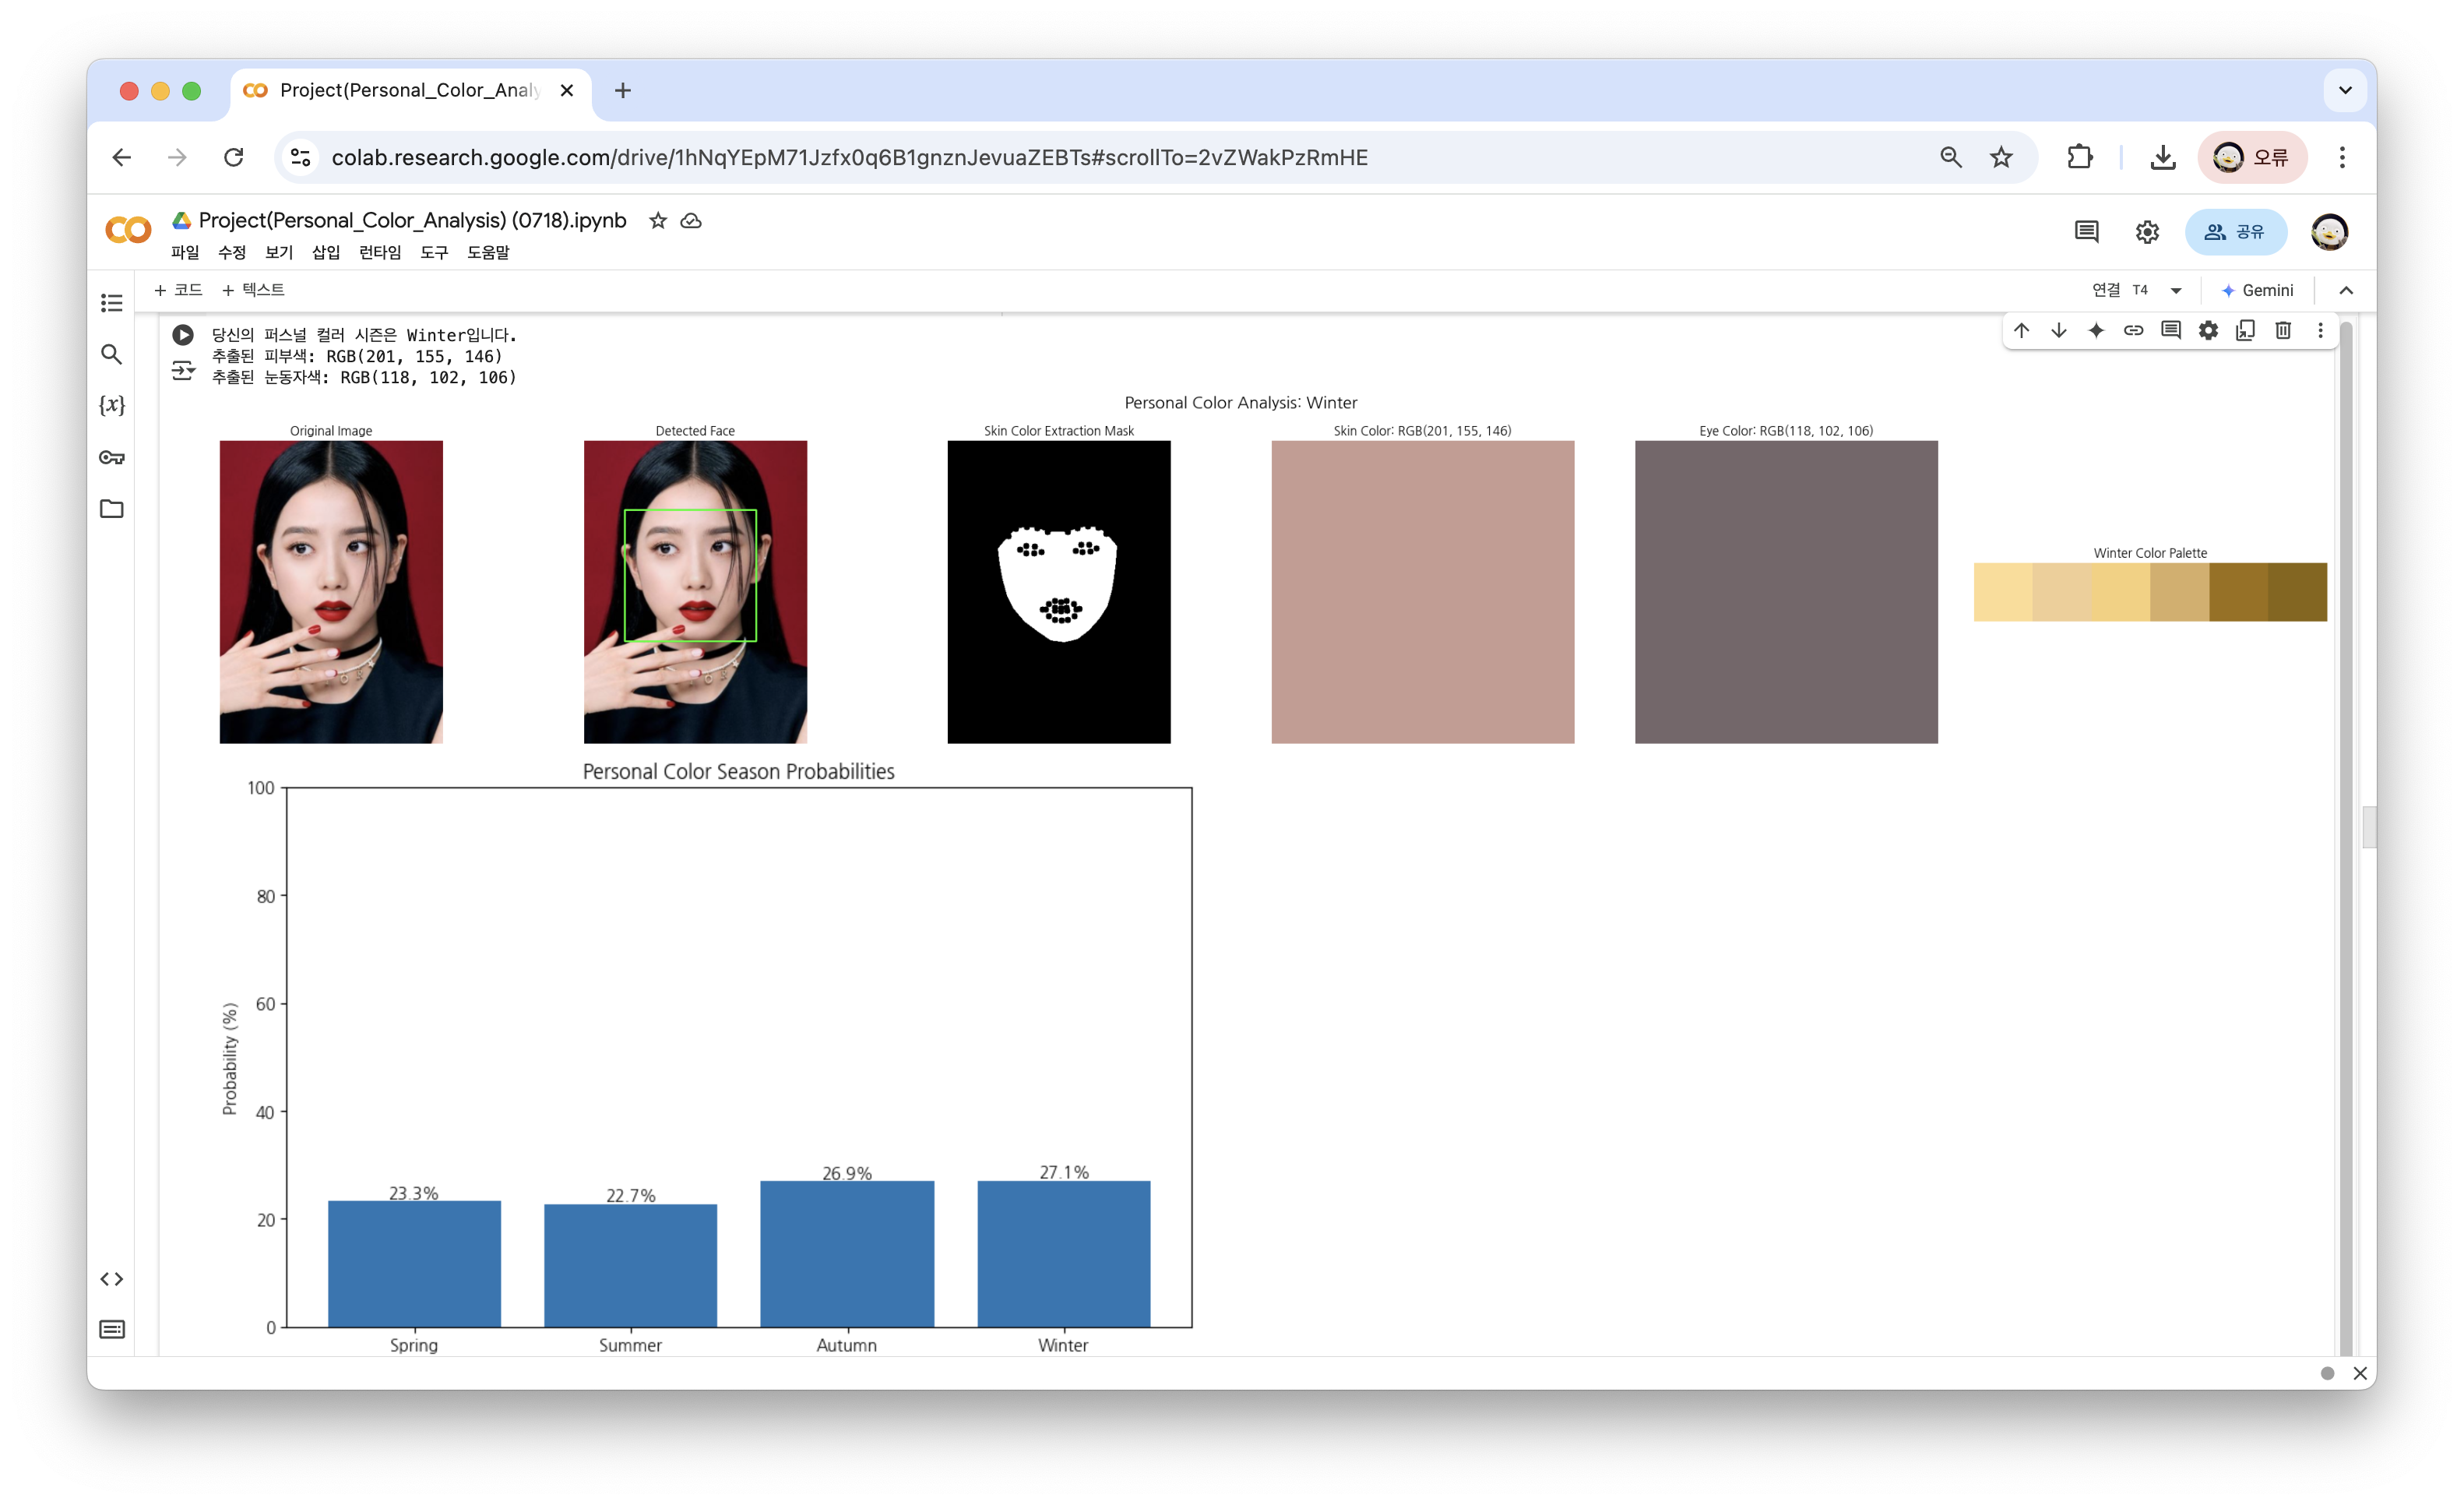 Project(Personal_Color_Analy
colab.research.google.com/drive/1hNqYEpM71Jzfx0q6B1gnznJevuaZEBTs#scrollTo=2vZWakPzRmHE
오류
Project(Personal_Color_Analysis) (0718).ipynb
파일 수정 보기 삽입 런타임 도구 도움말
공유
+ 코드 + 텍스트
연결 T4
Gemini
당신의 퍼스널 컬러 시즌은 Winter입니다.
추출된 피부색: RGB(201, 155, 146)
추출된 눈동자색: RGB(118, 102, 106)
{x}
Personal Color Analysis: Winter
Original Image
Detected Face
Skin Color Extraction Mask
Skin Color: RGB(201, 155, 146)
Eye Color: RGB(118, 102, 106)
Winter Color Palette
Personal Color Season Probabilities
100
80
60
40
20
0
Probability (%)
23.3%
22.7%
26.9%
27.1%
Spring
Summer
Autumn
Winter